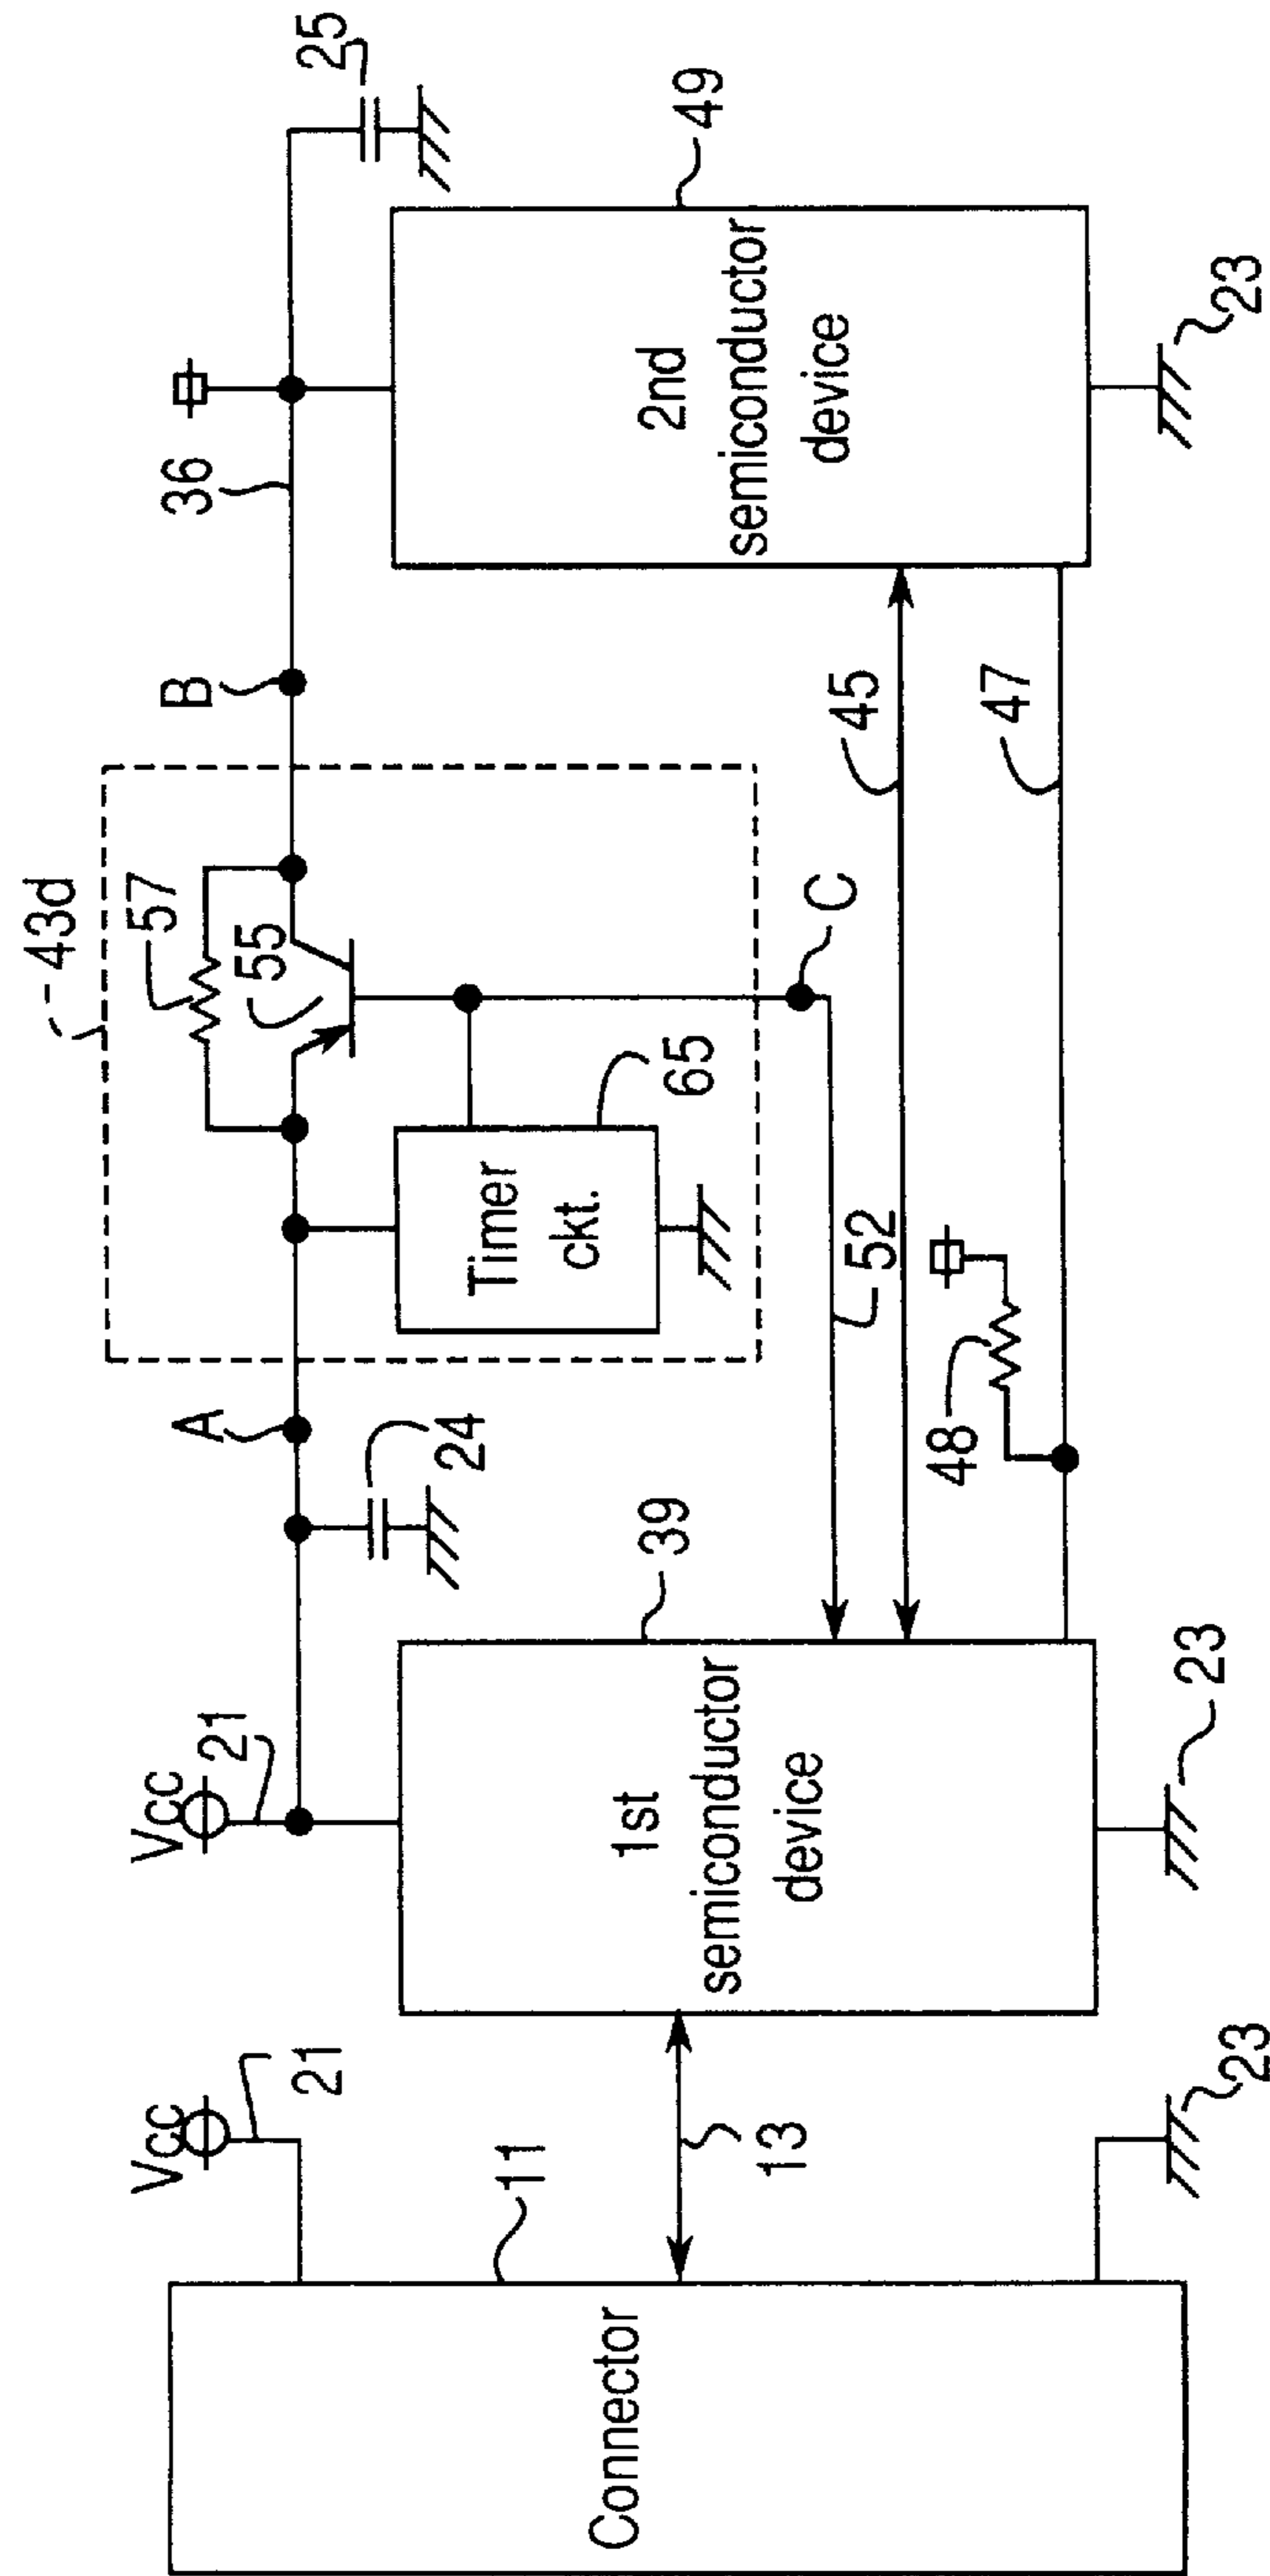 43d
57
55
36
25
B
A
VCC
21
VCC
21
24
Timer
ckt.
65
C
49
2nd
semiconductor
device
45
47
52
48
39
1st
semiconductor
device
11
13
Connector
23
23
23